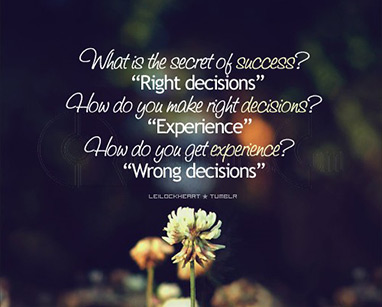 What is the secret of success?
“Right decisions”
How do you make right decisions?
“Experience”
How do you get experience?
“Wrong decisions”
LEILOCKHEART ★ TUMBLR